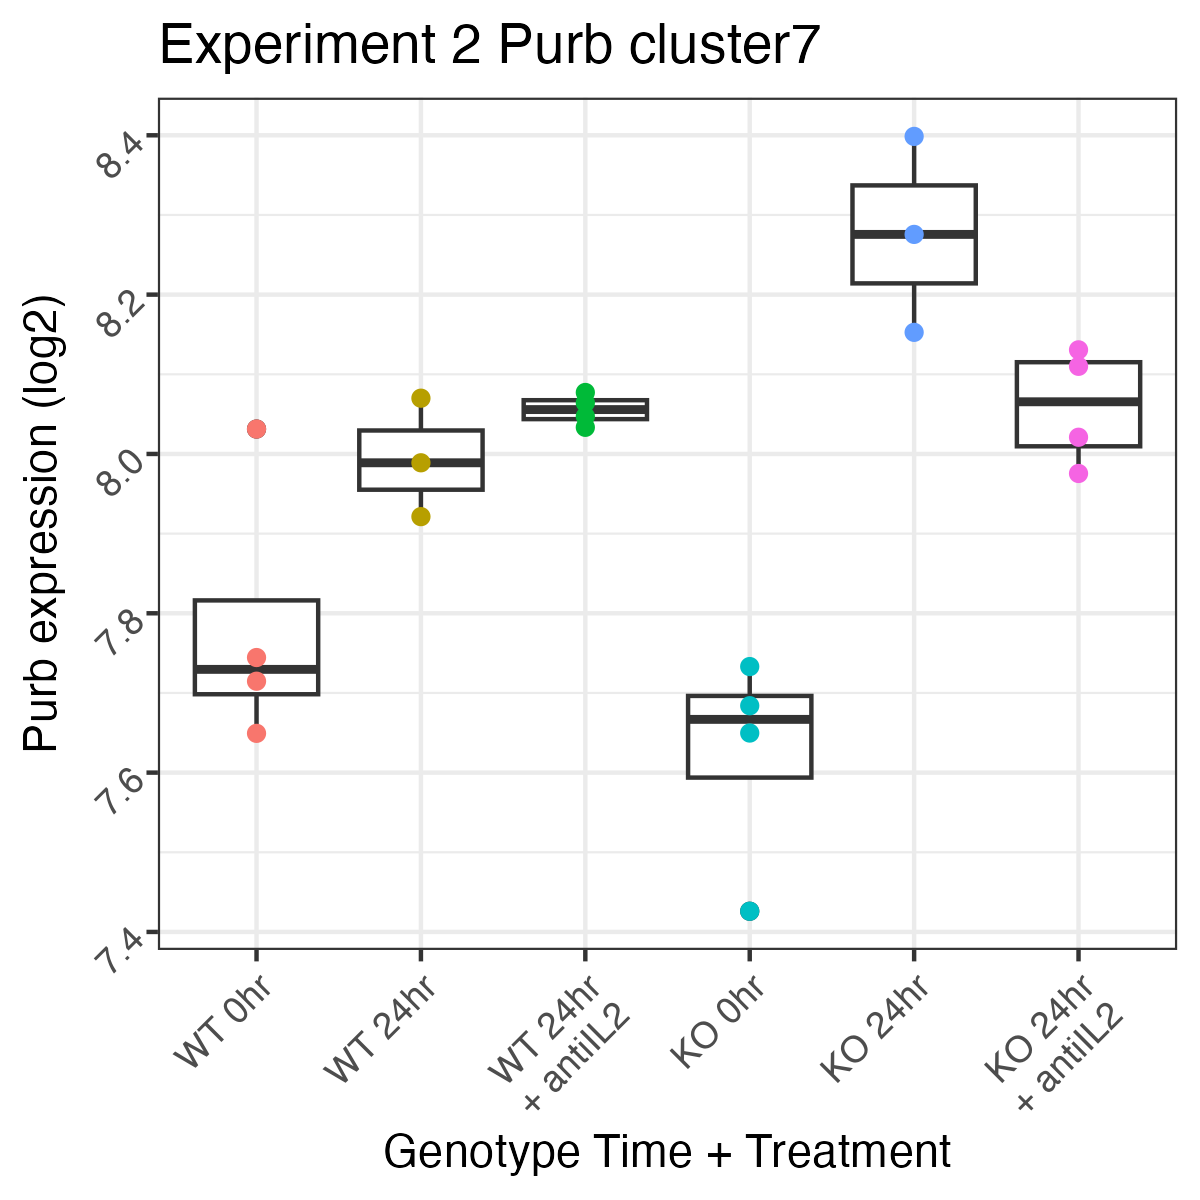 Experiment 2 Purb cluster7
Purb expression (log2)
8.4
8.2
8.0
7.8
7.6
7.4
WT 0hr
WT 24hr
WT 24hr
+ antiIL2
KO 0hr
KO 24hr
KO 24hr
+ antiIL2
Genotype Time + Treatment